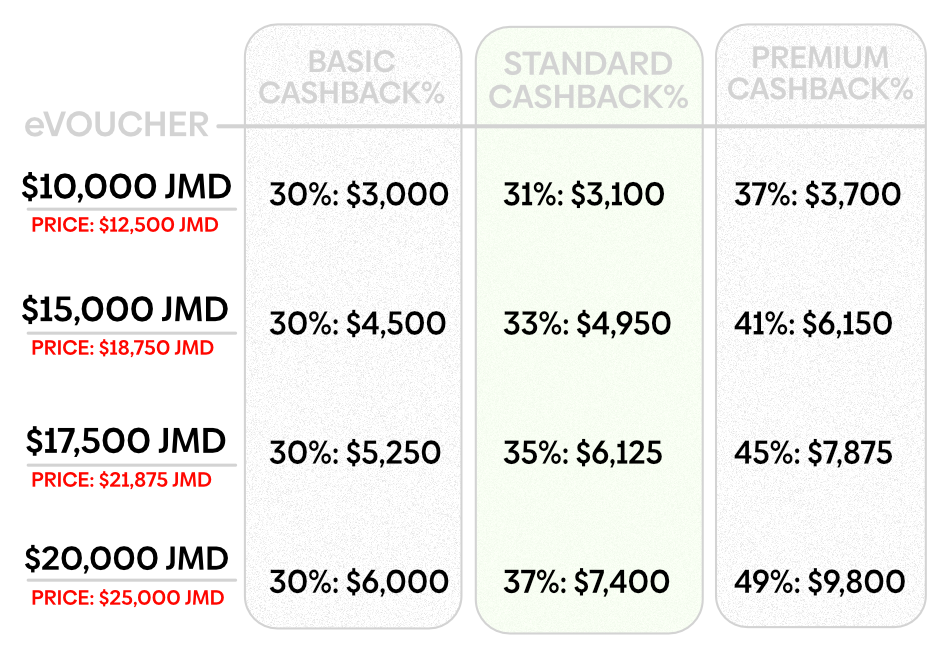 BASIC
CASHBACK%
STANDARD
CASHBACK%
PREMIUM
CASHBACK%
eVOUCHER
$10,000 JMD
PRICE: $12,500 JMD
30%: $3,000
31%: $3,100
37%: $3,700
$15,000 JMD
PRICE: $18,750 JMD
30%: $4,500
33%: $4,950
41%: $6,150
$17,500 JMD
PRICE: $21,875 JMD
30%: $5,250
35%: $6,125
45%: $7,875
$20,000 JMD
PRICE: $25,000 JMD
30%: $6,000
37%: $7,400
49%: $9,800